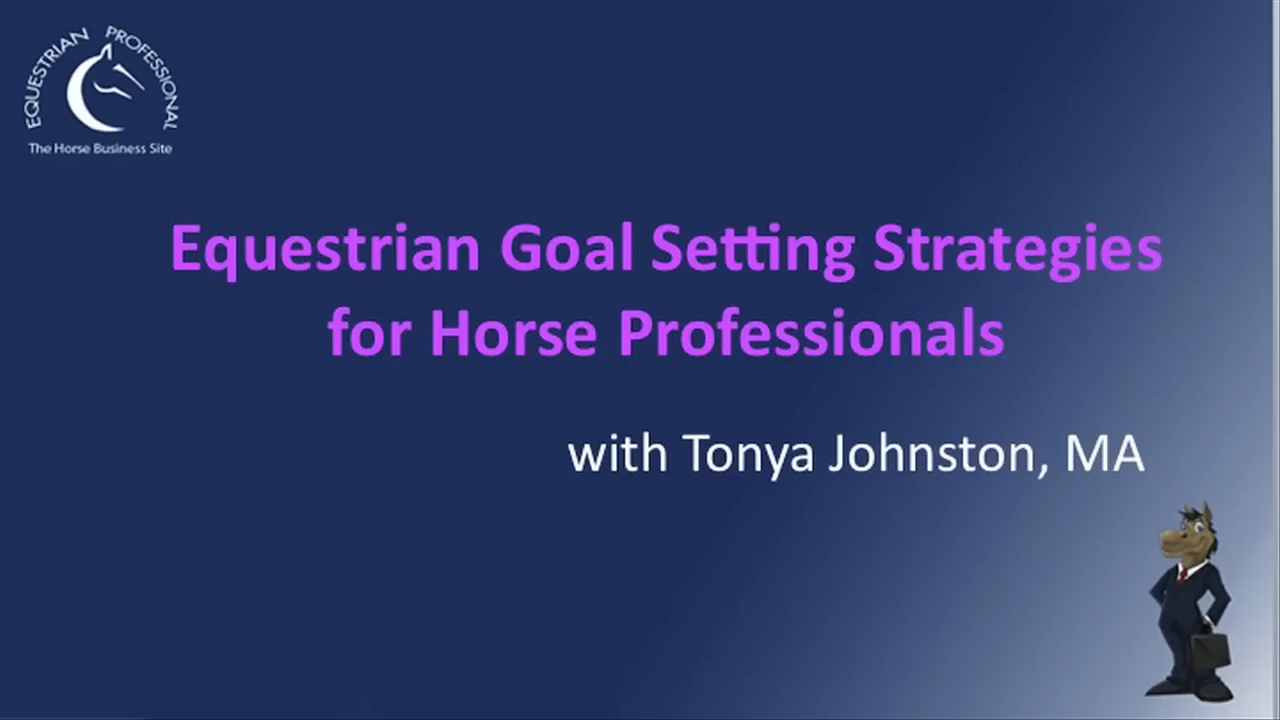 EQUESTRIAN PROFESSIONAL
The Horse Business Site
Equestrian Goal Setting Strategies
for Horse Professionals
with Tonya Johnston, MA